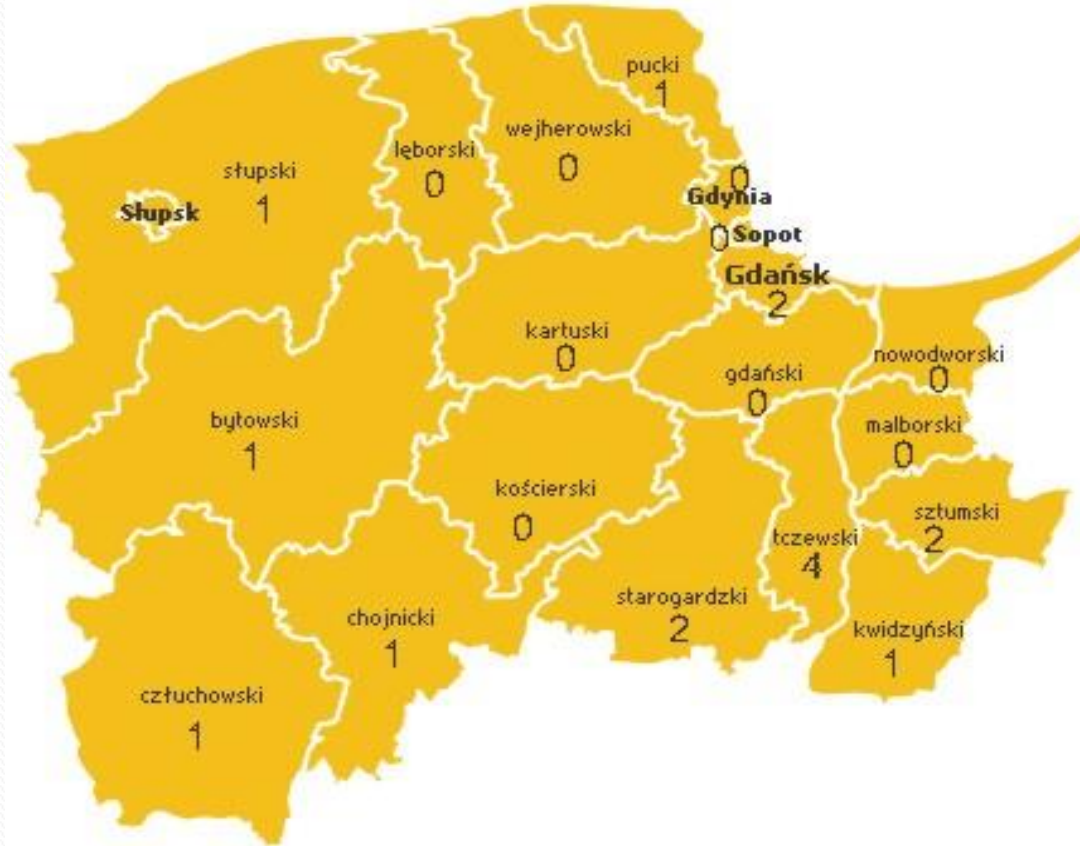 pucki
1
wejherowski
0
lęborski
0
słupski
1
Słupsk
0
Gdynia
0 Sopot
Gdańsk
2
kartuski
0
gdański
0
nowodworski
0
bytowski
1
malborski
0
kościerski
0
sztumski
2
tczewski
4
starogardzki
2
chojnicki
1
kwidzyński
1
człuchowski
1